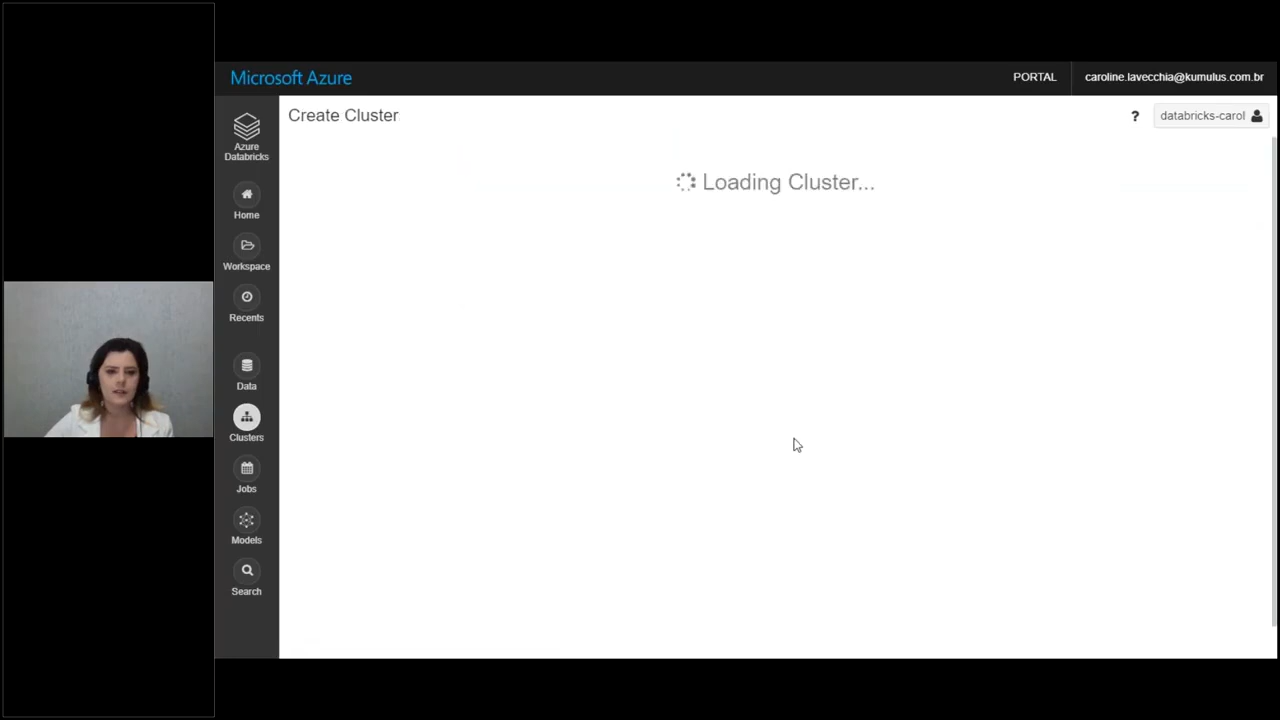 Microsoft Azure
PORTAL
caroline.lavecchia@kumulus.com.br
Create Cluster
?
databricks-carol
Azure
Databricks
Loading Cluster...
Home
Workspace
Recents
Data
Clusters
Jobs
Models
Search